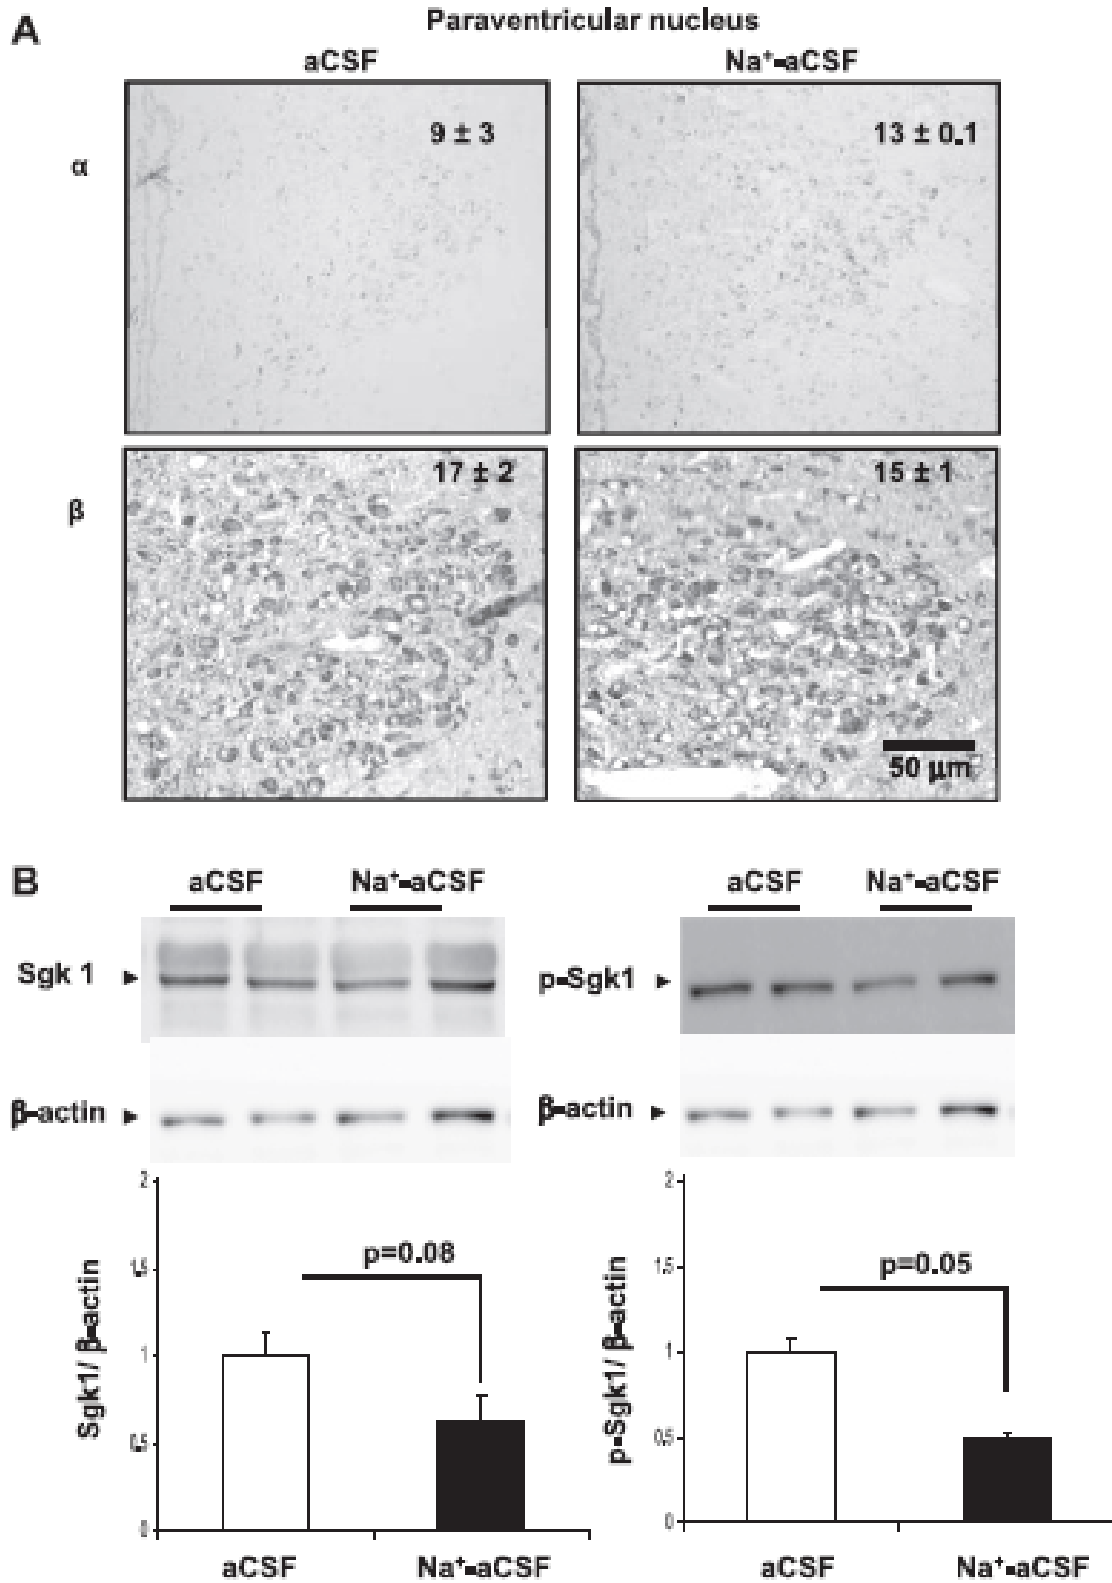 A
Paraventricular nucleus
aCSF Na⁺-aCSF
α
9 ± 3
13 ± 0.1
β
17 ± 2
15 ± 1
50 μm
B
aCSF Na⁺-aCSF
aCSF Na⁺-aCSF
Sgk 1
p-Sgk1
β-actin
β-actin
2
1.5
1
0.5
0
Sgk1/ β-actin
p=0.08
aCSF Na⁺-aCSF
2
1.5
1
0.5
0
p-Sgk1/ β-actin
p=0.05
aCSF Na⁺-aCSF